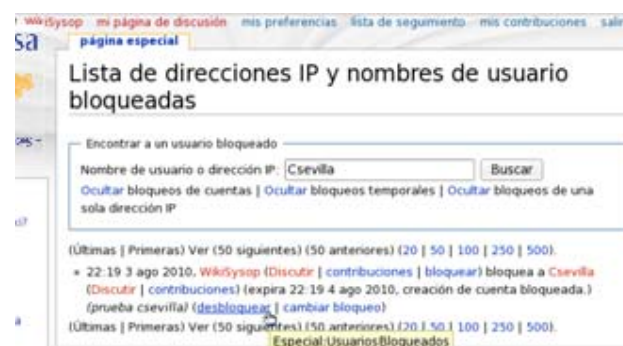 WikiSysop mi página de discusión mis preferencias lista de seguimiento mis contribuciones salir
sa
página especial
Lista de direcciones IP y nombres de usuario
bloqueadas
Encontrar a un usuario bloqueado
Nombre de usuario o dirección IP: Csevilla Buscar
Ocultar bloqueos de cuentas | Ocultar bloqueos temporales | Ocultar bloqueos de una
sola dirección IP
(Últimas | Primeras) Ver (50 siguientes) (50 anteriores) (20 | 50 | 100 | 250 | 500).
22:19 3 ago 2010, WikiSysop (Discutir | contribuciones | bloquear) bloquea a Csevilla
(Discutir | contribuciones) (expira 22:19 4 ago 2010, creación de cuenta bloqueada.)
(prueba csevilla) (desbloquear | cambiar bloqueo)
(Últimas | Primeras) Ver (50 siguientes) (50 anteriores) (20 | 50 | 100 | 250 | 500).
Especial:UsuariosBloqueados